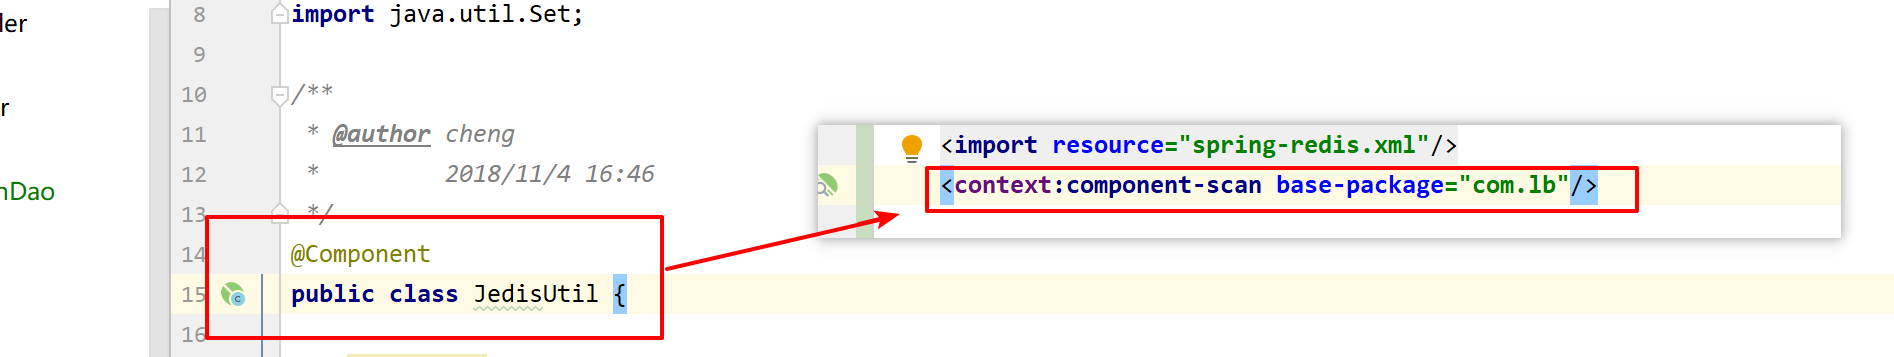 ler
r
nDao
8 import java.util.Set;
9
10 /**
11 * @author cheng
12 * 2018/11/4 16:46
13 */
14 @Component
15 public class JedisUtil {
16
<import resource="spring-redis.xml"/>
<context:component-scan base-package="com.lb"/>